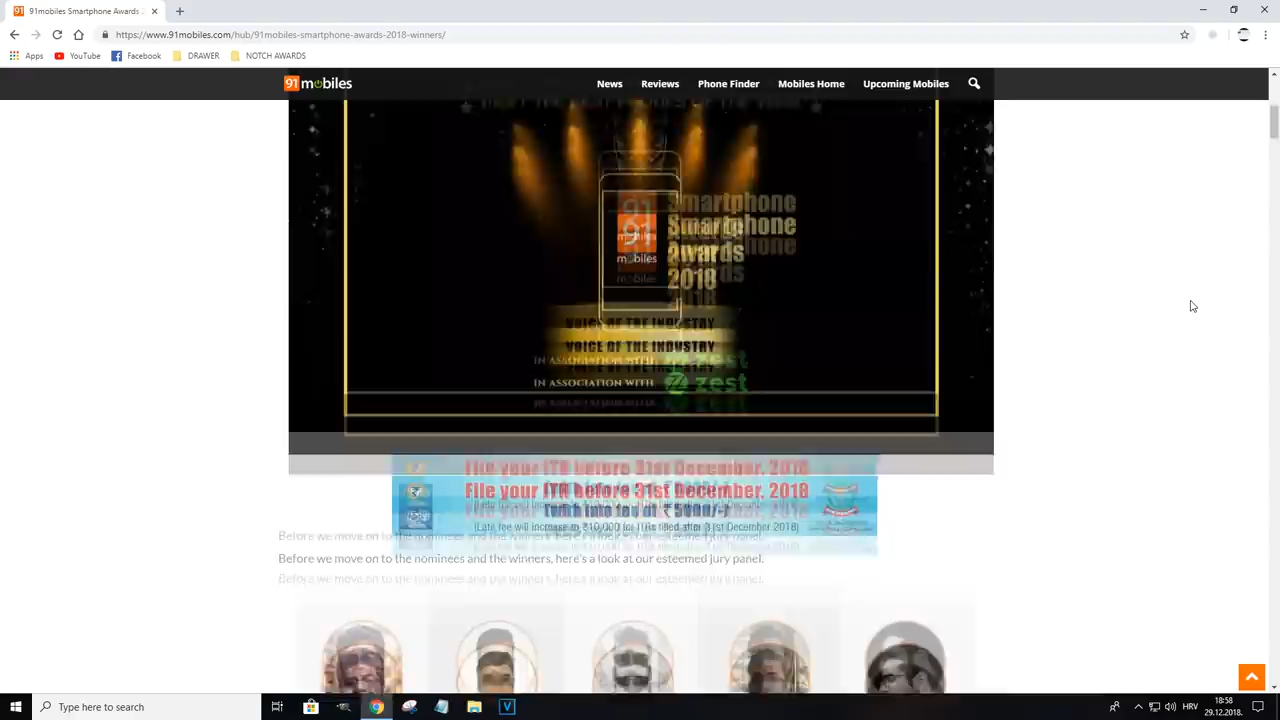 91mobiles Smartphone Awards
https://www.91mobiles.com/hub/91mobiles-smartphone-awards-2018-winners/
Apps YouTube Facebook DRAWER NOTCH AWARDS
91mobiles News Reviews Phone Finder Mobiles Home Upcoming Mobiles
91 mobiles
Smartphone
Awards
2018
VOICE OF THE INDUSTRY
IN ASSOCIATION WITH zest
File your ITR before 31st December, 2018
(Late fee will increase to ₹10,000 for ITRs filed after 31st December 2018)
Before we move on to the nominees and the winners, here's a look at our esteemed jury panel.
Type here to search
HRV
18:58
29.12.2018.